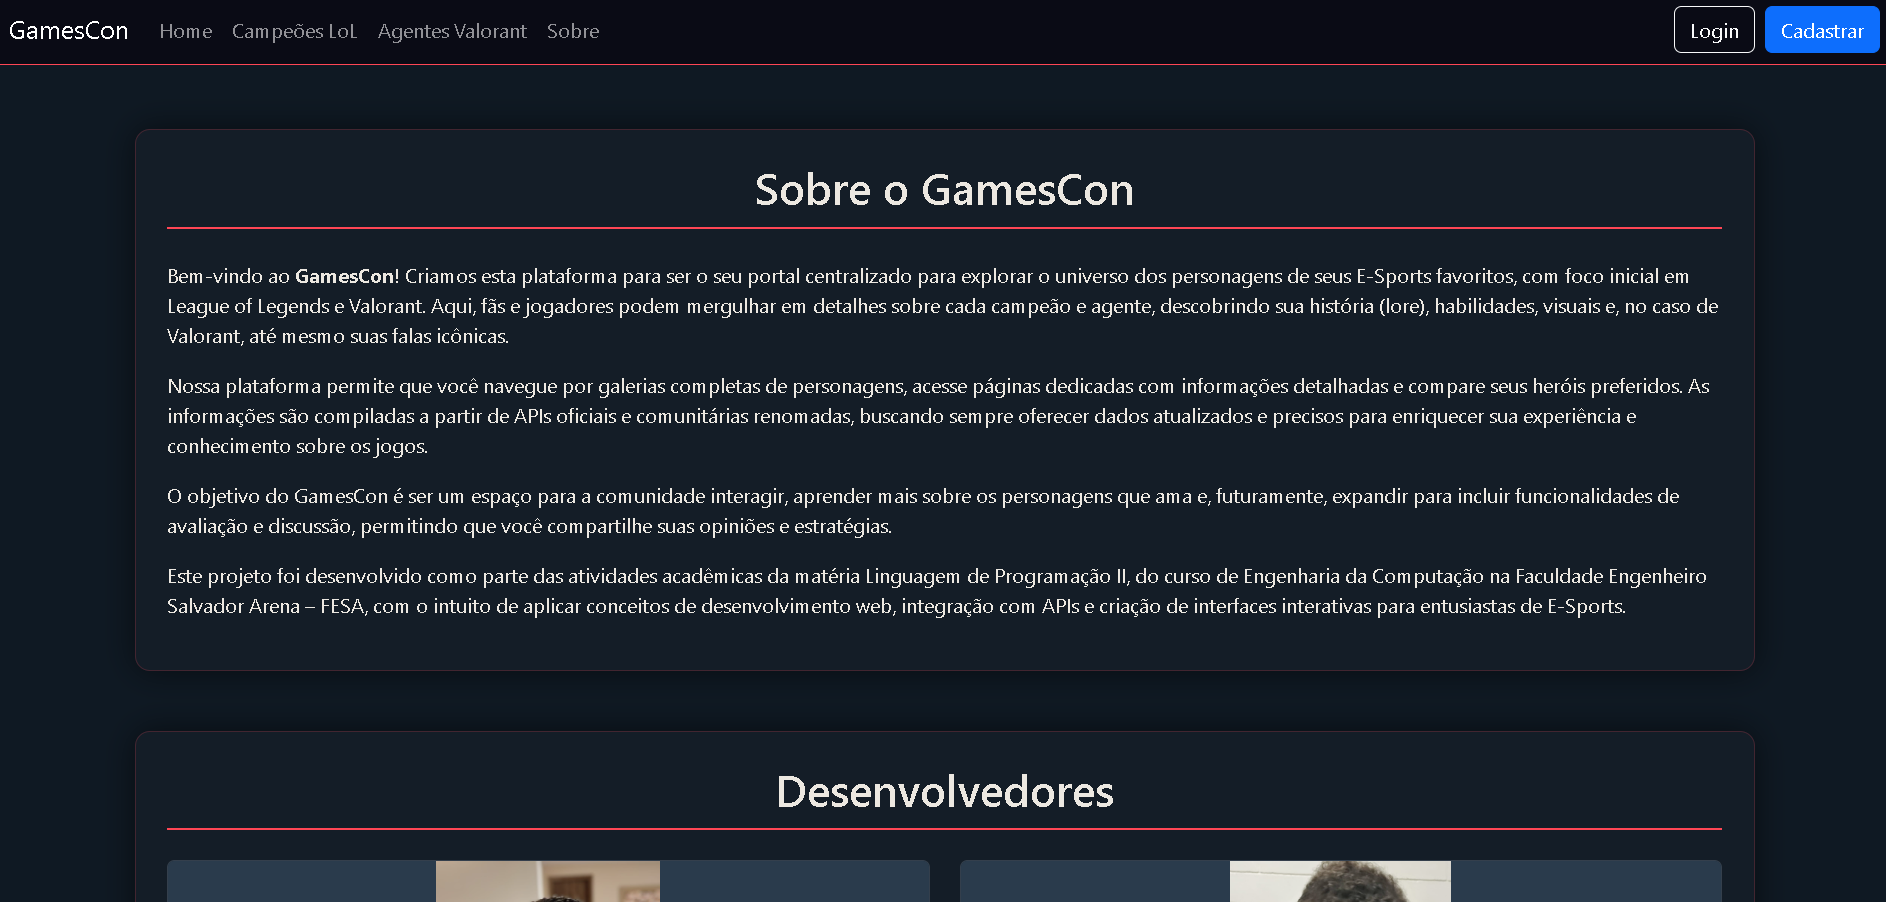 GamesCon Home Campeões LoL Agentes Valorant Sobre Login Cadastrar
Sobre o GamesCon
Bem-vindo ao GamesCon! Criamos esta plataforma para ser o seu portal centralizado para explorar o universo dos personagens de seus E-Sports favoritos, com foco inicial em
League of Legends e Valorant. Aqui, fãs e jogadores podem mergulhar em detalhes sobre cada campeão e agente, descobrindo sua história (lore), habilidades, visuais e, no caso de
Valorant, até mesmo suas falas icônicas.
Nossa plataforma permite que você navegue por galerias completas de personagens, acesse páginas dedicadas com informações detalhadas e compare seus heróis preferidos. As
informações são compiladas a partir de APIs oficiais e comunitárias renomadas, buscando sempre oferecer dados atualizados e precisos para enriquecer sua experiência e
conhecimento sobre os jogos.
O objetivo do GamesCon é ser um espaço para a comunidade interagir, aprender mais sobre os personagens que ama e, futuramente, expandir para incluir funcionalidades de
avaliação e discussão, permitindo que você compartilhe suas opiniões e estratégias.
Este projeto foi desenvolvido como parte das atividades acadêmicas da matéria Linguagem de Programação II, do curso de Engenharia da Computação na Faculdade Engenheiro
Salvador Arena – FESA, com o intuito de aplicar conceitos de desenvolvimento web, integração com APIs e criação de interfaces interativas para entusiastas de E-Sports.
Desenvolvedores